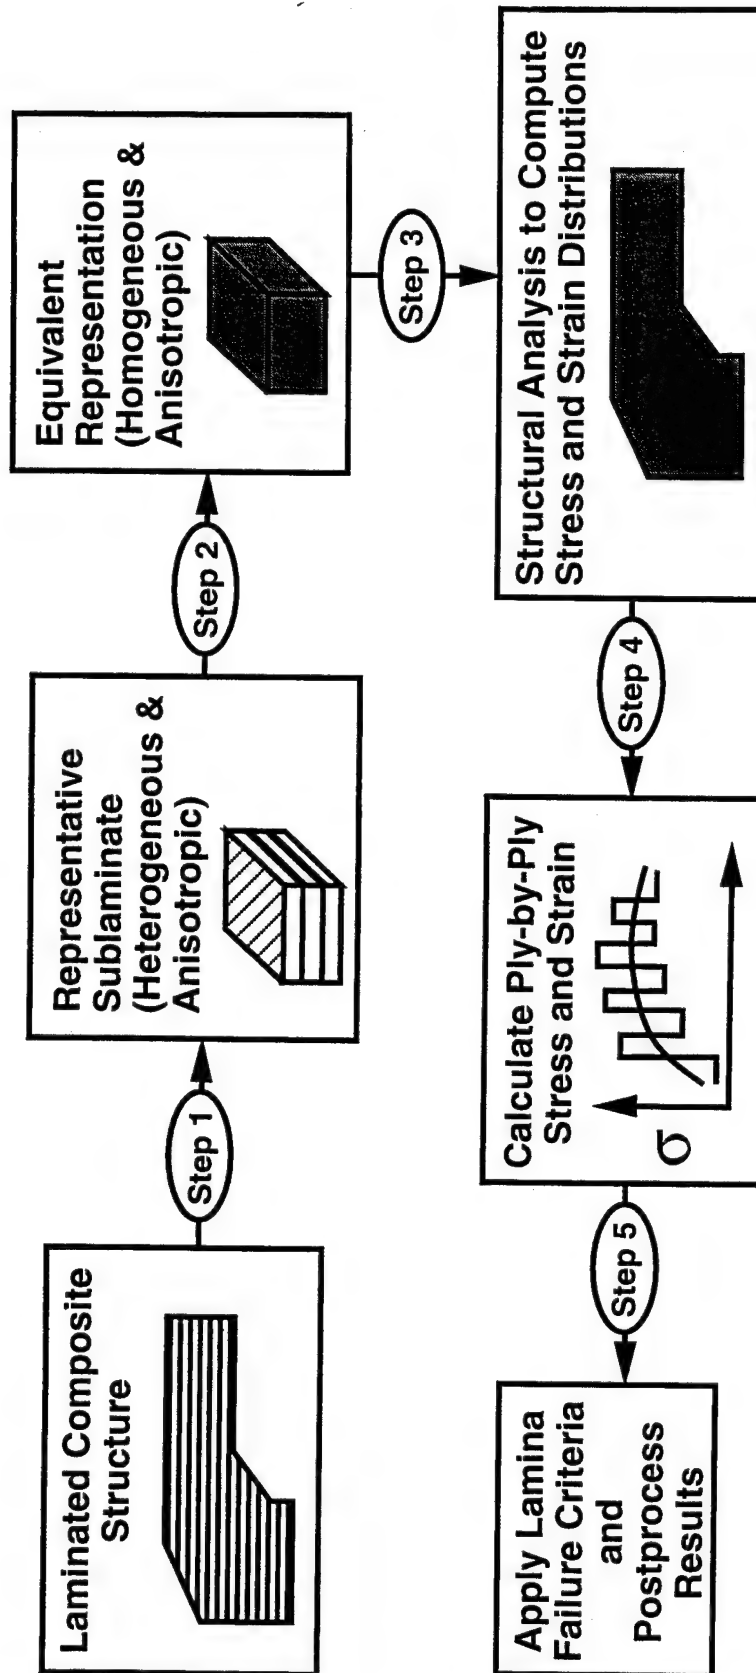 Laminated Composite
Structure
Step 1
Representative
Sublaminate
(Heterogeneous &
Anisotropic)
Step 2
Equivalent
Representation
(Homogeneous &
Anisotropic)
Step 3
Structural Analysis to Compute
Stress and Strain Distributions
Step 4
Calculate Ply-by-Ply
Stress and Strain
σ
Step 5
Apply Lamina
Failure Criteria
and
Postprocess
Results